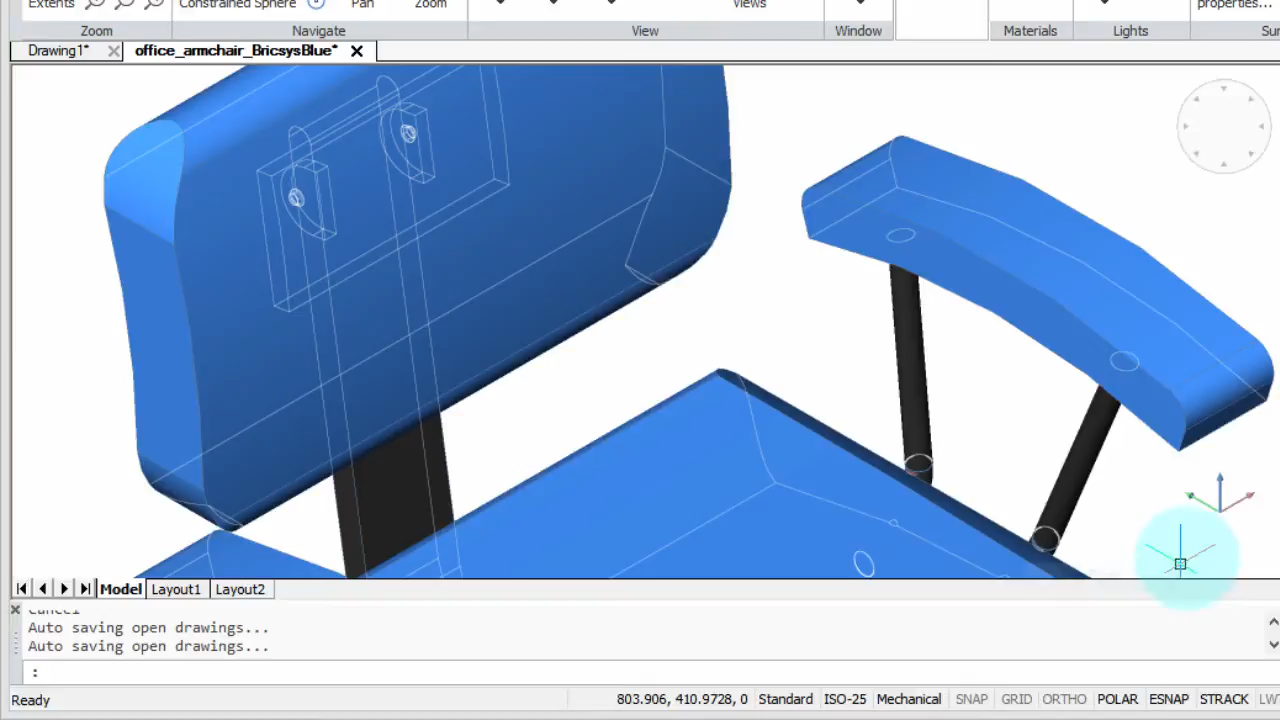 Extents Constrained Sphere Pan Zoom Views properties...
Zoom Navigate View Window Materials Lights
Drawing1* office_armchair_BricsysBlue*
Model Layout1 Layout2
Cancel
Auto saving open drawings...
Auto saving open drawings...
:
Ready 803.906, 410.9728, 0 Standard ISO-25 Mechanical SNAP GRID ORTHO POLAR ESNAP STRACK